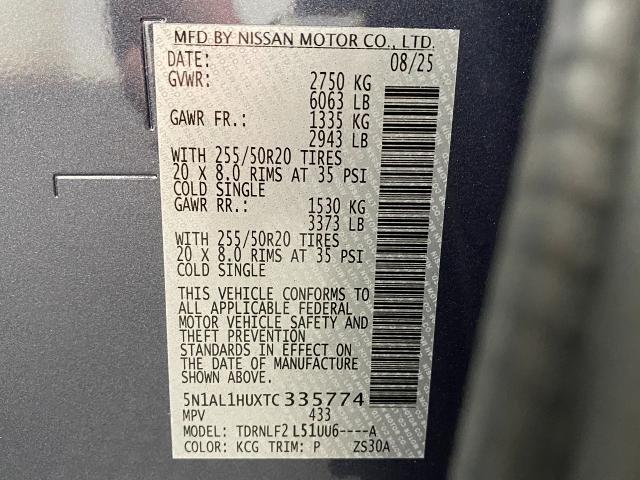 MFD BY NISSAN MOTOR CO., LTD.
DATE: 08/25
GVWR: 2750 KG
6063 LB
GAWR FR.: 1335 KG
2943 LB
WITH 255/50R20 TIRES
20 X 8.0 RIMS AT 35 PSI
COLD SINGLE
GAWR RR.: 1530 KG
3373 LB
WITH 255/50R20 TIRES
20 X 8.0 RIMS AT 35 PSI
COLD SINGLE
THIS VEHICLE CONFORMS TO
ALL APPLICABLE FEDERAL
MOTOR VEHICLE SAFETY AND
THEFT PREVENTION
STANDARDS IN EFFECT ON
THE DATE OF MANUFACTURE
SHOWN ABOVE.
5N1AL1HUXTC335774
MPV 433
MODEL: TDRNLF2 L51UU6----A
COLOR: KCG TRIM: P ZS30A